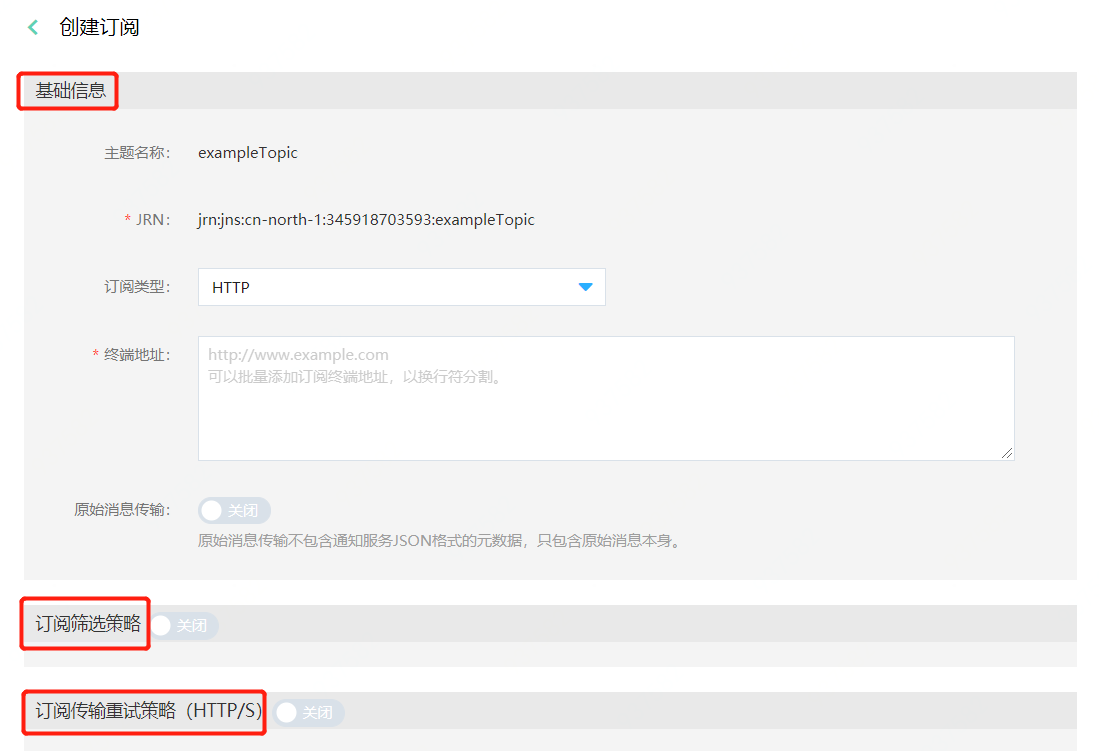 创建订阅
基础信息
主题名称： exampleTopic
* JRN： jrn:jns:cn-north-1:345918703593:exampleTopic
订阅类型： HTTP
* 终端地址： http://www.example.com
可以批量添加订阅终端地址，以换行符分割。
原始消息传输： 关闭
原始消息传输不包含通知服务JSON格式的元数据，只包含原始消息本身。
订阅筛选策略 关闭
订阅传输重试策略（HTTP/S) 关闭